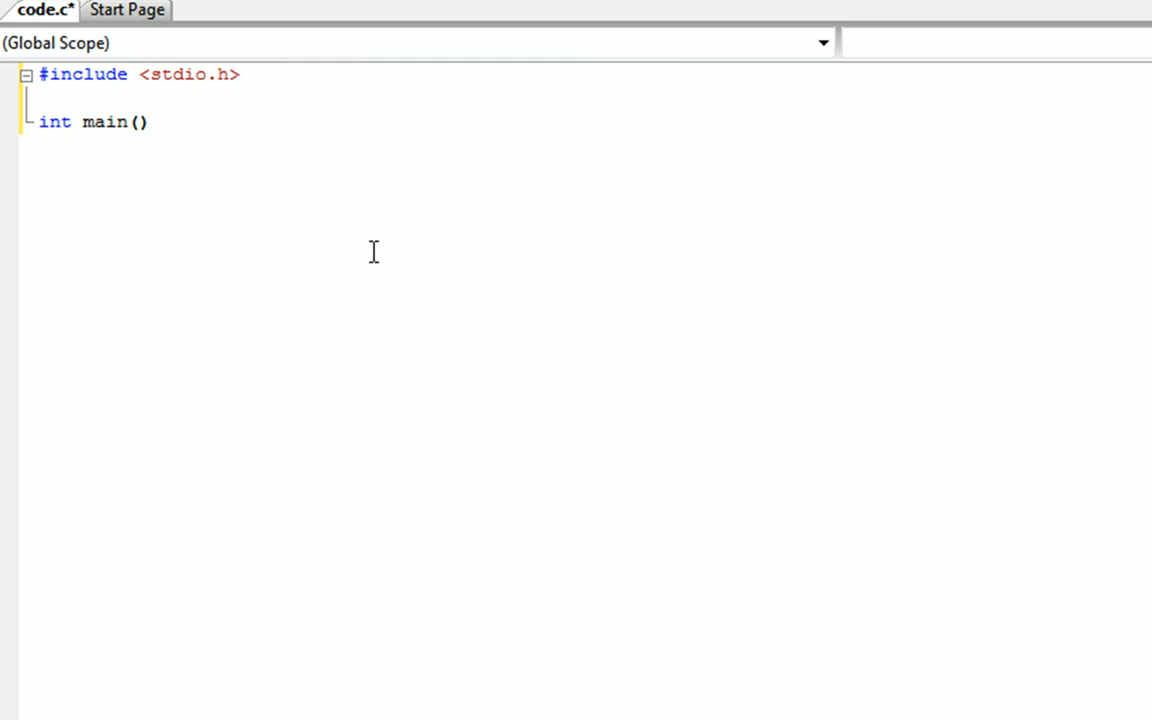 code.c* Start Page
(Global Scope)
#include <stdio.h>
int main()